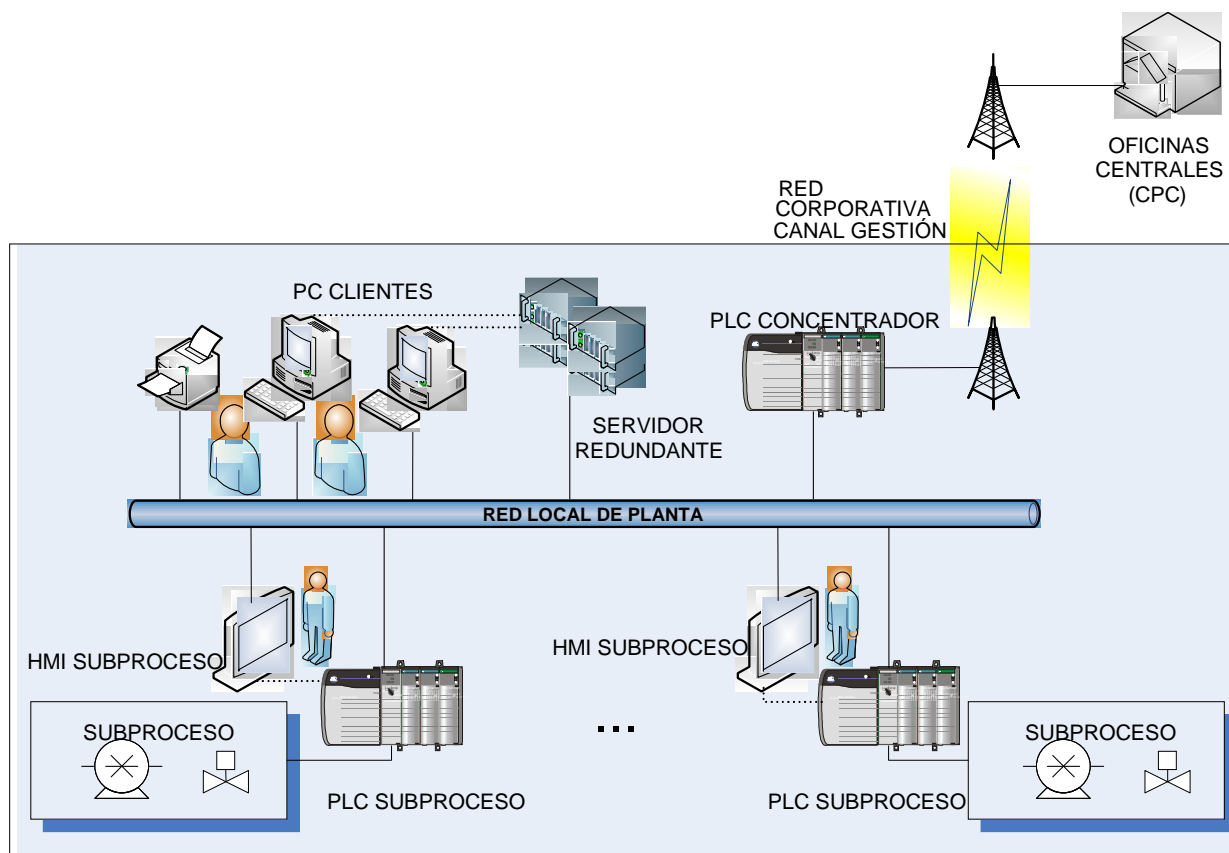 OFICINAS
CENTRALES
(CPC)
RED
CORPORATIVA
CANAL GESTIÓN
PC CLIENTES
PLC CONCENTRADOR
SERVIDOR
REDUNDANTE
RED LOCAL DE PLANTA
HMI SUBPROCESO
HMI SUBPROCESO
SUBPROCESO
...
SUBPROCESO
PLC SUBPROCESO
PLC SUBPROCESO